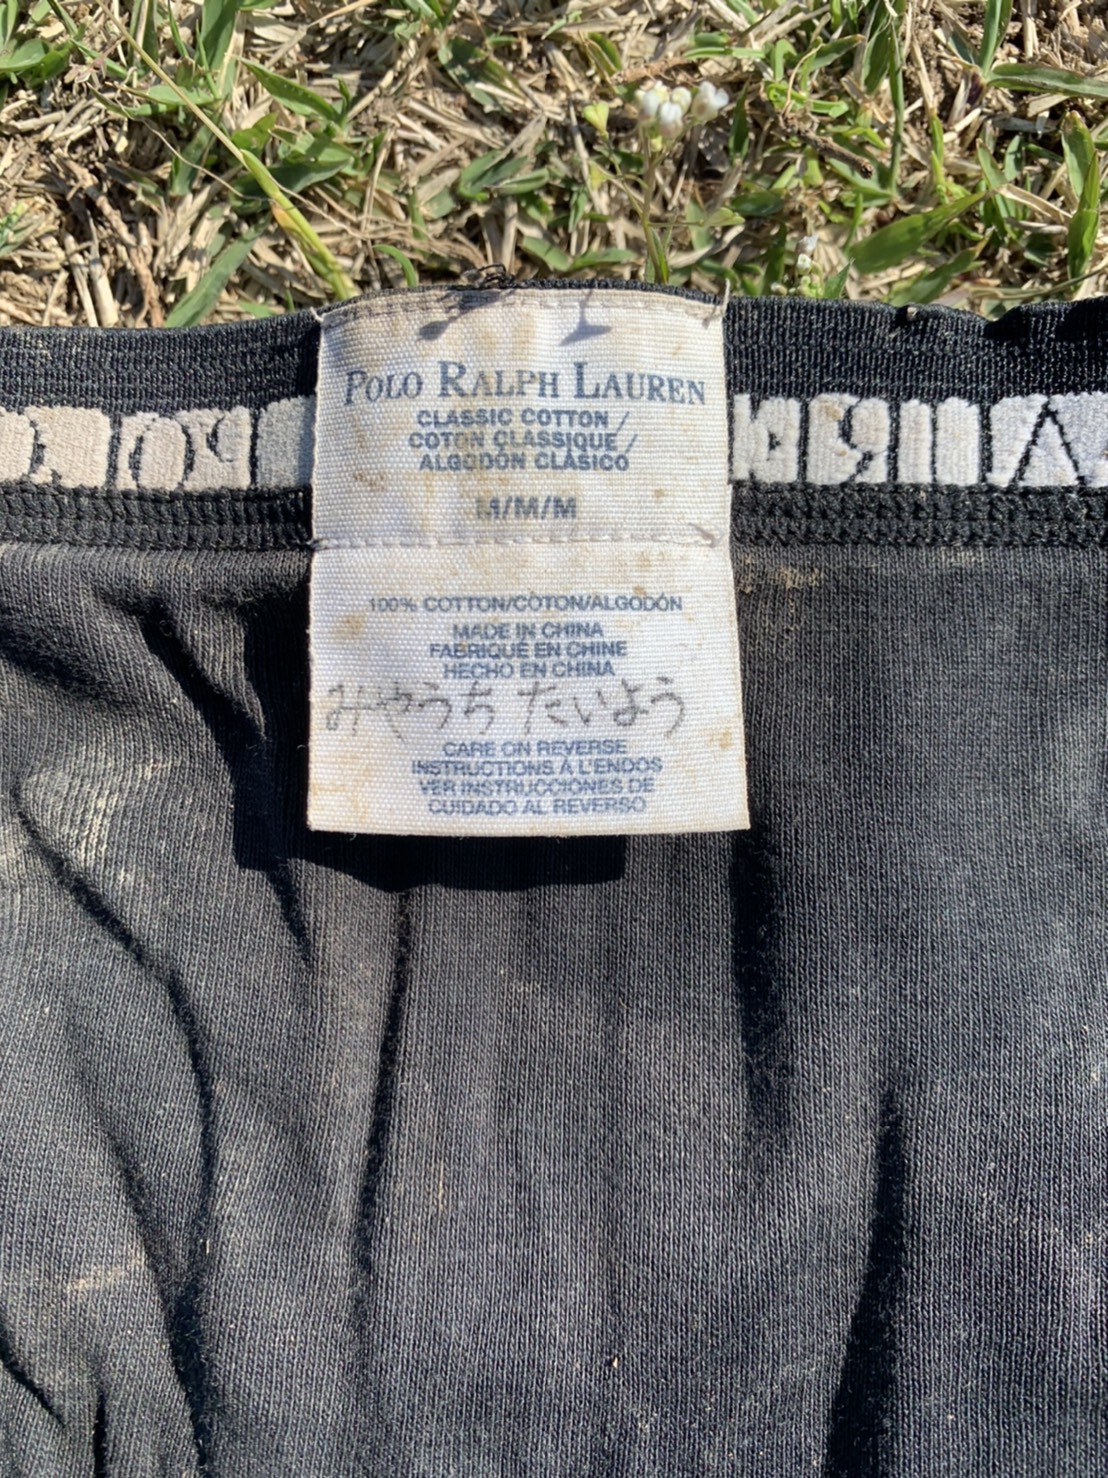 POLO RALPH LAUREN
CLASSIC COTTON/
COTON CLASSIQUE/
ALGODÓN CLÁSICO
M/M/M
100% COTTON/COTON/ALGODÓN
MADE IN CHINA
FABRIQUÉ EN CHINE
HECHO EN CHINA
みやうち たいよう
CARE ON REVERSE
INSTRUCTIONS À L'ENDOS
VER INSTRUCCIONES DE
CUIDADO AL REVERSO